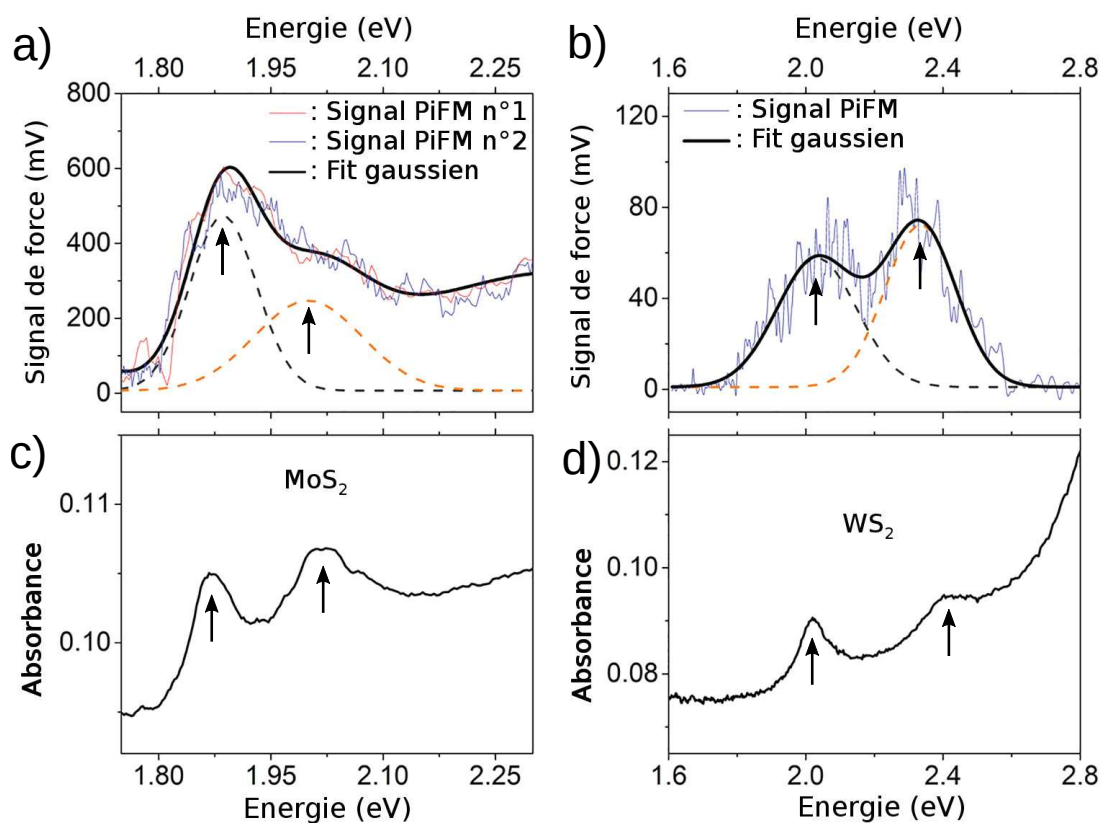 a)
Energie (eV)
1.80 1.95 2.10 2.25
Signal de force (mV)
800
600
400
200
0
: Signal PiFM n°1
: Signal PiFM n°2
: Fit gaussien
b)
Energie (eV)
1.6 2.0 2.4 2.8
Signal de force (mV)
120
80
40
0
: Signal PiFM
: Fit gaussien
c)
MoS₂
Absorbance
0.11
0.10
1.80 1.95 2.10 2.25
Energie (eV)
d)
WS₂
Absorbance
0.12
0.10
0.08
1.6 2.0 2.4 2.8
Energie (eV)